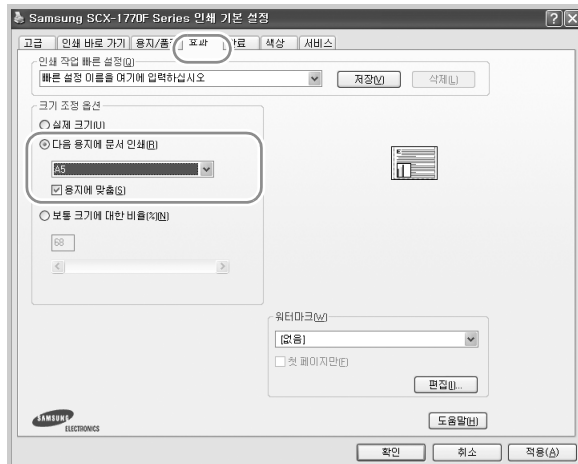 Samsung SCX-1770F Series 인쇄 기본 설정
고급 인쇄 바로 가기 용지/품질 효과 완료 색상 서비스
인쇄 작업 빠른 설정(Q)
빠른 설정 이름을 여기에 입력하십시오 저장(V) 삭제(L)
크기 조정 옵션
실제 크기(U)
다음 용지에 문서 인쇄(R)
A5
용지에 맞춤(S)
보통 크기에 대한 비율(%)(N)
68
워터마크(W)
[없음]
첫 페이지만(F)
편집(I)...
SAMSUNG
ELECTRONICS
도움말(H)
확인 취소 적용(A)